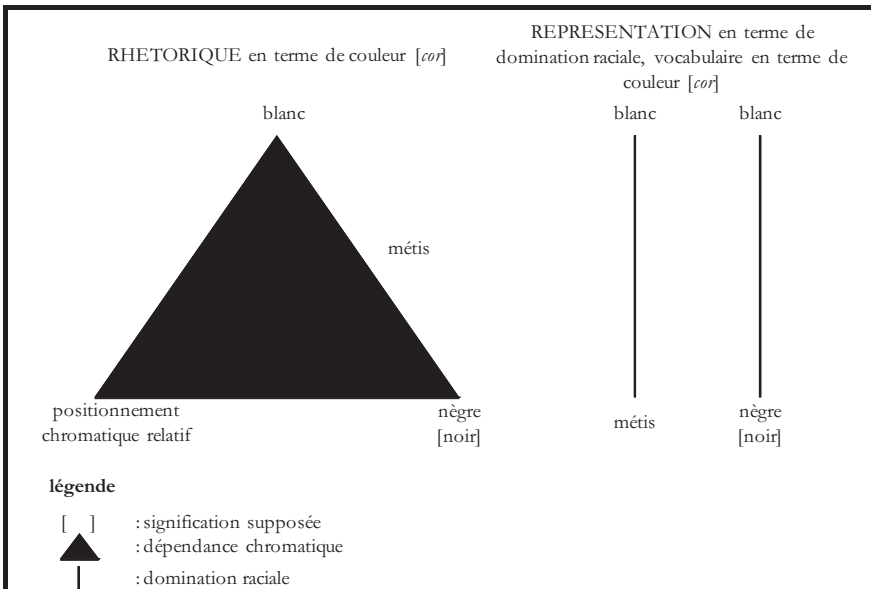 RHETORIQUE en terme de couleur [cor]
REPRESENTATION en terme de
domination raciale, vocabulaire en terme de
couleur [cor]
blanc
métis
positionnement
chromatique relatif
nègre
[noir]
blanc
blanc
métis
nègre
[noir]
légende
[ ] : signification supposée
: dépendance chromatique
: domination raciale